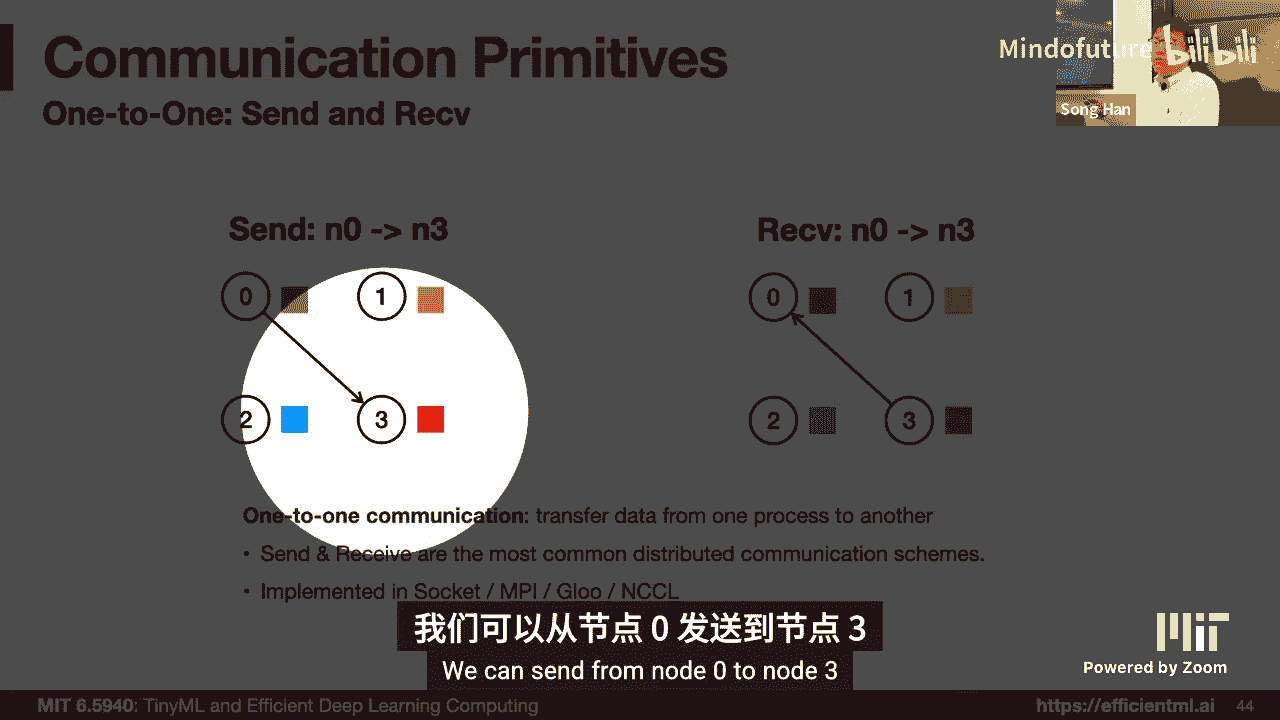 Communication Primitives
One-to-One: Send and Recv
Mindofuture bilibili
Song Han
Send: n0 -> n3
Recv: n0 -> n3
0 1
2 3
0 1
2 3
One-to-one communication: transfer data from one process to another
• Send & Receive are the most common distributed communication schemes.
• Implemented in Socket / MPI / Gloo / NCCL
我们可以从节点 0 发送到节点 3
We can send from node 0 to node 3
MIT
Powered by Zoom
MIT 6.5940: TinyML and Efficient Deep Learning Computing
https://efficientml.ai 44